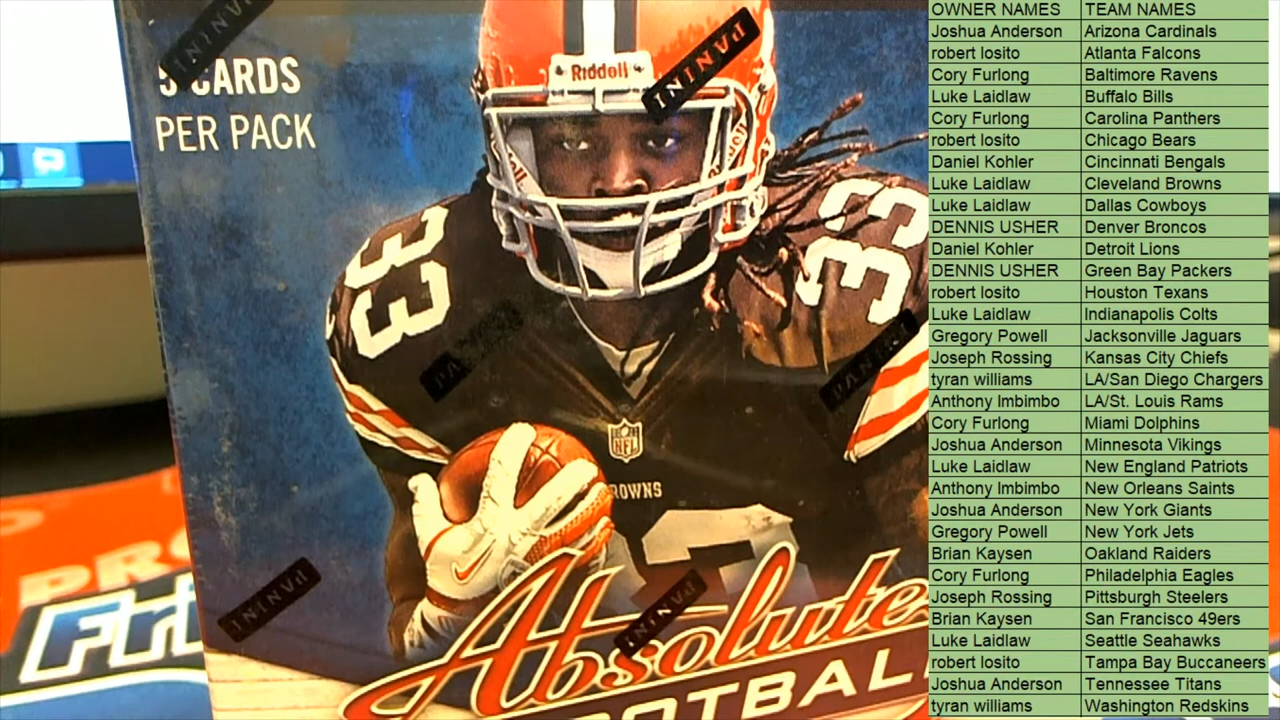 PANINI
PANINI
5 CARDS
PER PACK
Riddoll
33
33
PANINI
PANINI
NFL
BROWNS
PANINI
PANINI
Absolute
FOOTBALL
PRO
Fri
OWNER NAMES TEAM NAMES
Joshua Anderson Arizona Cardinals
robert losito Atlanta Falcons
Cory Furlong Baltimore Ravens
Luke Laidlaw Buffalo Bills
Cory Furlong Carolina Panthers
robert losito Chicago Bears
Daniel Kohler Cincinnati Bengals
Luke Laidlaw Cleveland Browns
Luke Laidlaw Dallas Cowboys
DENNIS USHER Denver Broncos
Daniel Kohler Detroit Lions
DENNIS USHER Green Bay Packers
robert losito Houston Texans
Luke Laidlaw Indianapolis Colts
Gregory Powell Jacksonville Jaguars
Joseph Rossing Kansas City Chiefs
tyran williams LA/San Diego Chargers
Anthony Imbimbo LA/St. Louis Rams
Cory Furlong Miami Dolphins
Joshua Anderson Minnesota Vikings
Luke Laidlaw New England Patriots
Anthony Imbimbo New Orleans Saints
Joshua Anderson New York Giants
Gregory Powell New York Jets
Brian Kaysen Oakland Raiders
Cory Furlong Philadelphia Eagles
Joseph Rossing Pittsburgh Steelers
Brian Kaysen San Francisco 49ers
Luke Laidlaw Seattle Seahawks
robert losito Tampa Bay Buccaneers
Joshua Anderson Tennessee Titans
tyran williams Washington Redskins